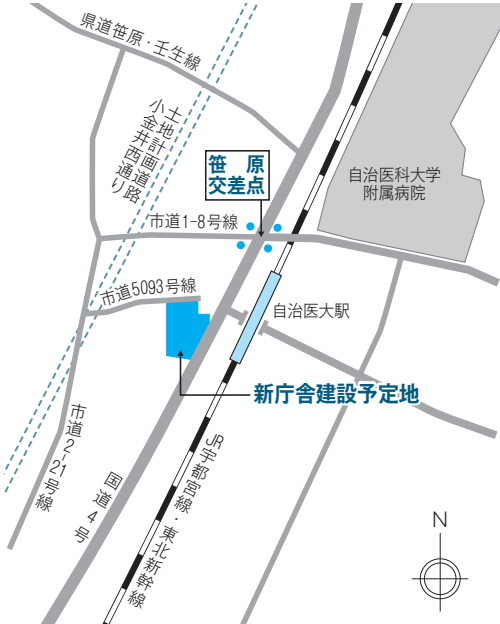 県道笹原・壬生線
土地計画道路
小金井西通り
笹原
交差点
自治医科大学
附属病院
市道1-8号線
市道5093号線
自治医大駅
新庁舎建設予定地
市道2-21号線
国道4号
JR宇都宮線・東北新幹線
N